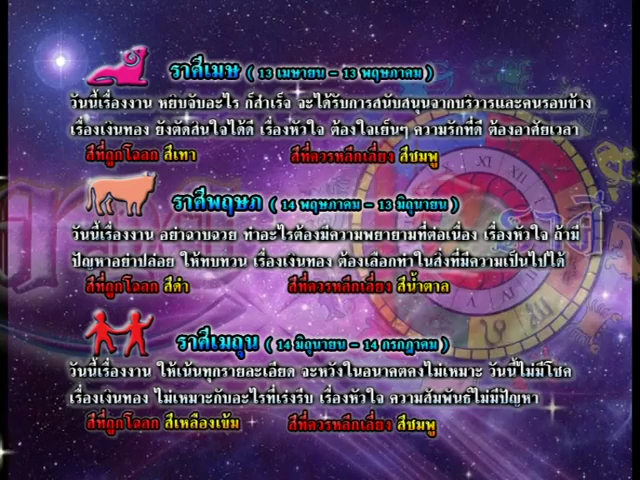 ราศีเมษ ( 13 เมษายน - 13 พฤษภาคม )
วันนี้เรื่องงาน หยิบจับอะไร ก็สำเร็จ จะได้รับการสนับสนุนจากบริวารและคนรอบข้าง
เรื่องเงินทอง ยังตัดสินใจได้ดี เรื่องหัวใจ ต้องใจเย็นๆ ความรักที่ดี ต้องอาศัยเวลา
สีที่ถูกโฉลก สีเทา สีที่ควรหลีกเลี่ยง สีชมพู
ราศีพฤษภ ( 14 พฤษภาคม - 13 มิถุนายน )
วันนี้เรื่องงาน อย่าฉาบฉวย ทำอะไรต้องมีความพยายามที่ต่อเนื่อง เรื่องหัวใจ ถ้ามี
ปัญหาอย่าปล่อย ให้ทบทวน เรื่องเงินทอง ต้องเลือกทำในสิ่งที่มีความเป็นไปได้
สีที่ถูกโฉลก สีดำ สีที่ควรหลีกเลี่ยง สีน้ำตาล
ราศีเมถุน ( 14 มิถุนายน - 14 กรกฎาคม )
วันนี้เรื่องงาน ให้เน้นทุกรายละเอียด จะหวังในอนาคตคงไม่เหมาะ วันนี้ไม่มีโชค
เรื่องเงินทอง ไม่เหมาะกับอะไรที่เร่งรีบ เรื่องหัวใจ ความสัมพันธ์ไม่มีปัญหา
สีที่ถูกโฉลก สีเหลืองเข้ม สีที่ควรหลีกเลี่ยง สีชมพู